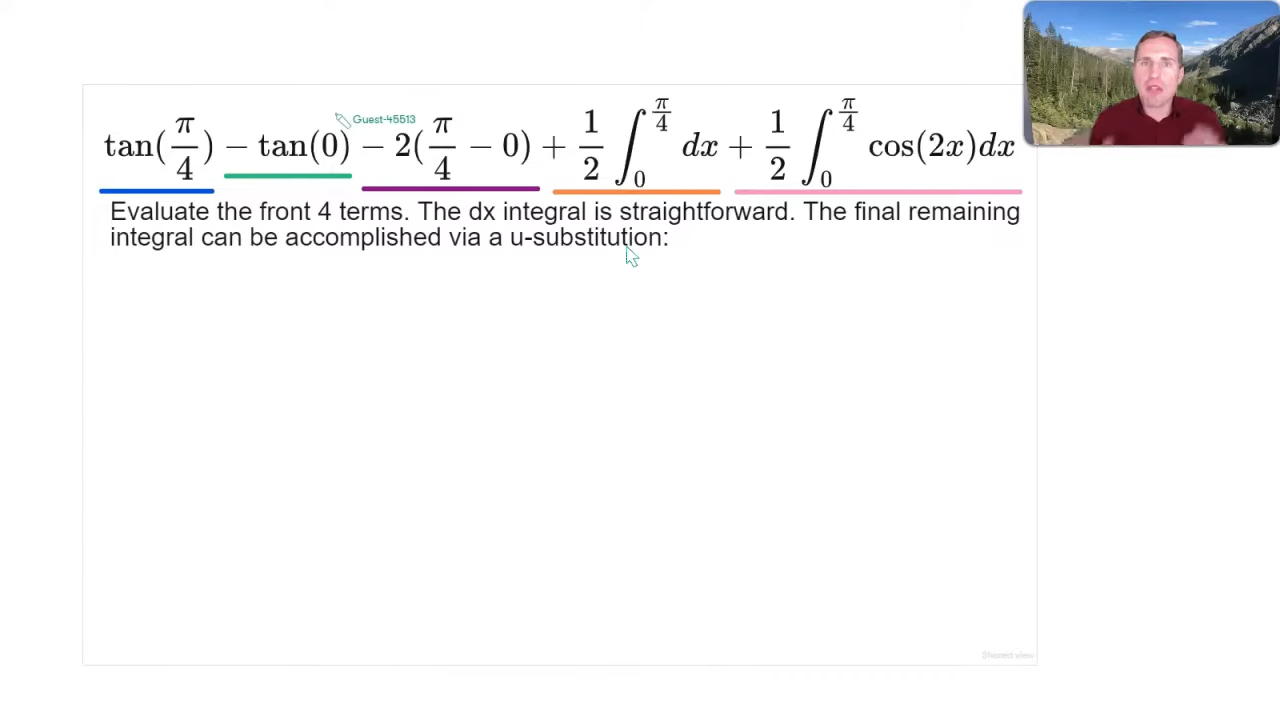 Guest-45513
tan(π/4) − tan(0) − 2(π/4 − 0) + 1/2 ∫₀^{π/4} dx + 1/2 ∫₀^{π/4} cos(2x)dx
Evaluate the front 4 terms. The dx integral is straightforward. The final remaining
integral can be accomplished via a u-substitution:
Shared view